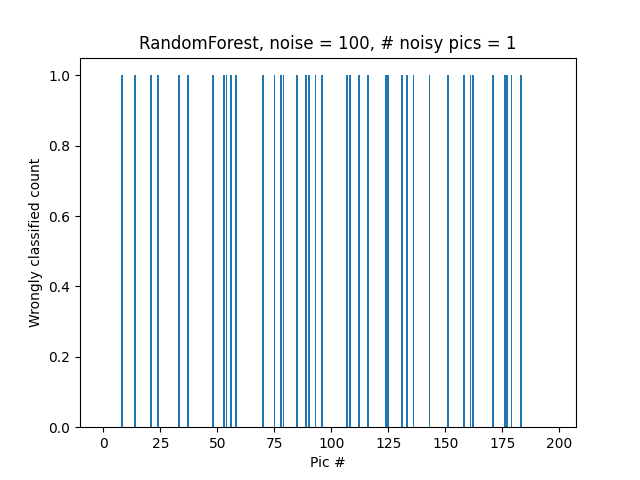 RandomForest, noise = 100, # noisy pics = 1
1.0
0.8
0.6
0.4
0.2
0.0
Wrongly classified count
0 25 50 75 100 125 150 175 200
Pic #